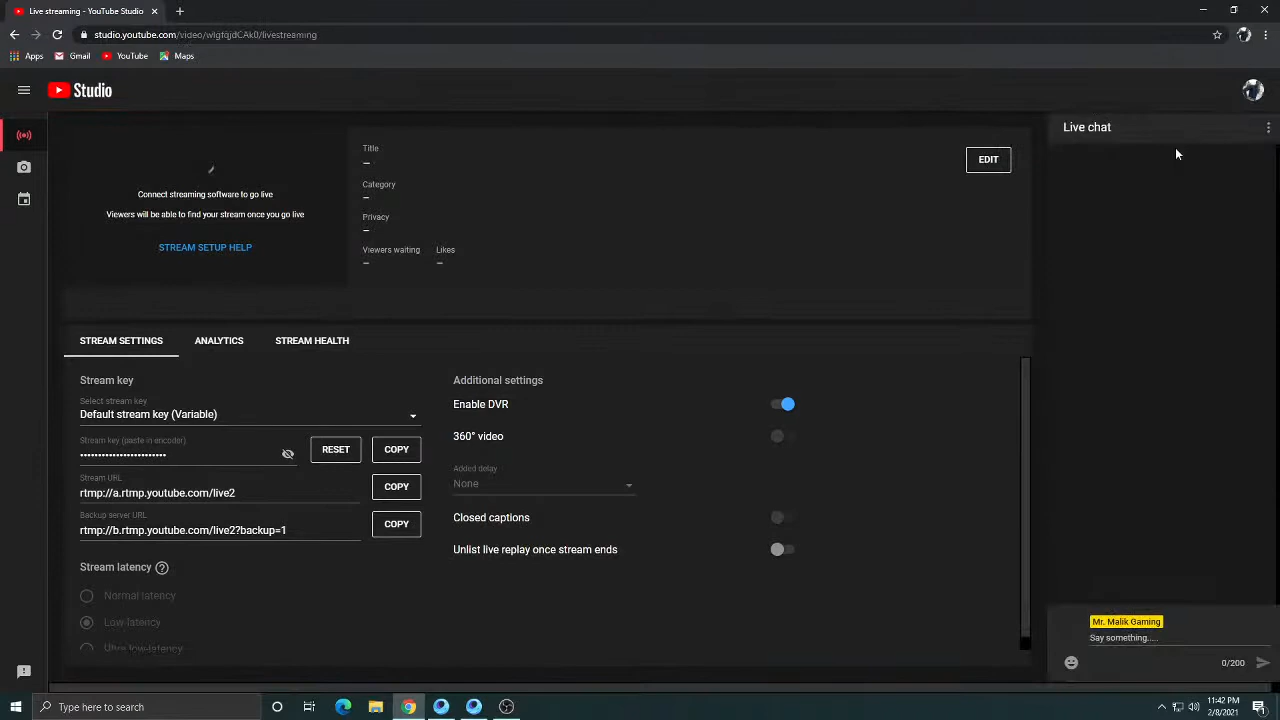 Live streaming - YouTube Studio
studio.youtube.com/video/wlgfqjdCAk0/livestreaming
Apps Gmail YouTube Maps
Studio
Live chat
Connect streaming software to go live
Viewers will be able to find your stream once you go live
STREAM SETUP HELP
Title
–
Category
–
Privacy
–
Viewers waiting Likes
– –
EDIT
STREAM SETTINGS ANALYTICS STREAM HEALTH
Stream key
Select stream key
Default stream key (Variable)
Stream key (paste in encoder)
•••••••••••••••••••••••
RESET COPY
Stream URL
rtmp://a.rtmp.youtube.com/live2
COPY
Backup server URL
rtmp://b.rtmp.youtube.com/live2?backup=1
COPY
Stream latency
Normal latency
Low-latency
Ultra low-latency
Additional settings
Enable DVR
360° video
Added delay
None
Closed captions
Unlist live replay once stream ends
Mr. Malik Gaming
Say something.....
0/200
Type here to search
11:42 PM
2/8/2021